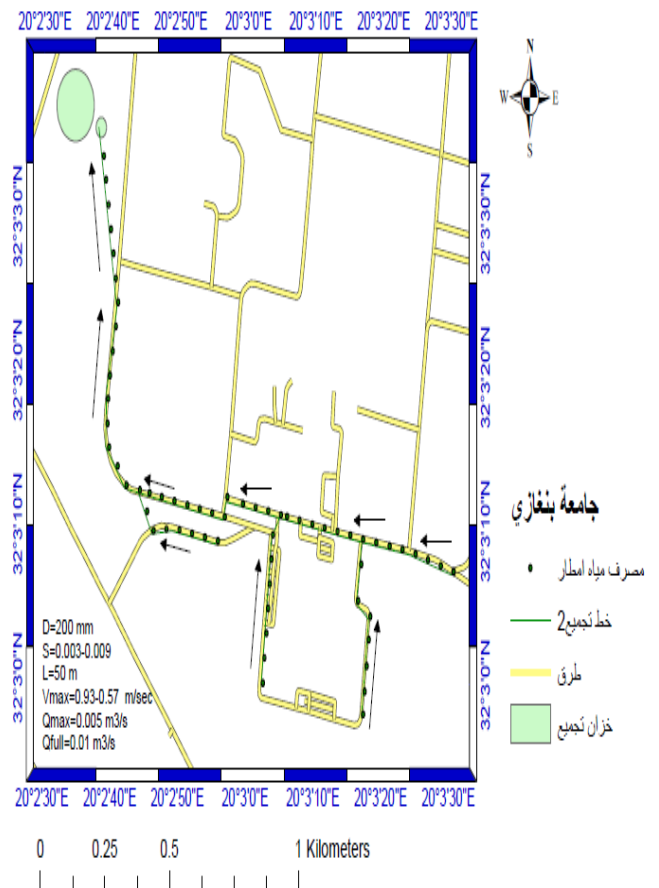 20°2'30"E 20°2'40"E 20°2'50"E 20°3'0"E 20°3'10"E 20°3'20"E 20°3'30"E
N
W E
S
32°3'30"N
32°3'30"N
32°3'20"N
32°3'20"N
32°3'10"N
32°3'10"N
32°3'0"N
32°3'0"N
جامعة بنغازي
مصرف مياه امطار
خط تجميع2
طرق
خزان تجميع
D=200 mm
S=0.003-0.009
L=50 m
Vmax=0.93-0.57 m/sec
Qmax=0.005 m3/s
Qfull=0.01 m3/s
20°2'30"E 20°2'40"E 20°2'50"E 20°3'0"E 20°3'10"E 20°3'20"E 20°3'30"E
0 0.25 0.5 1 Kilometers